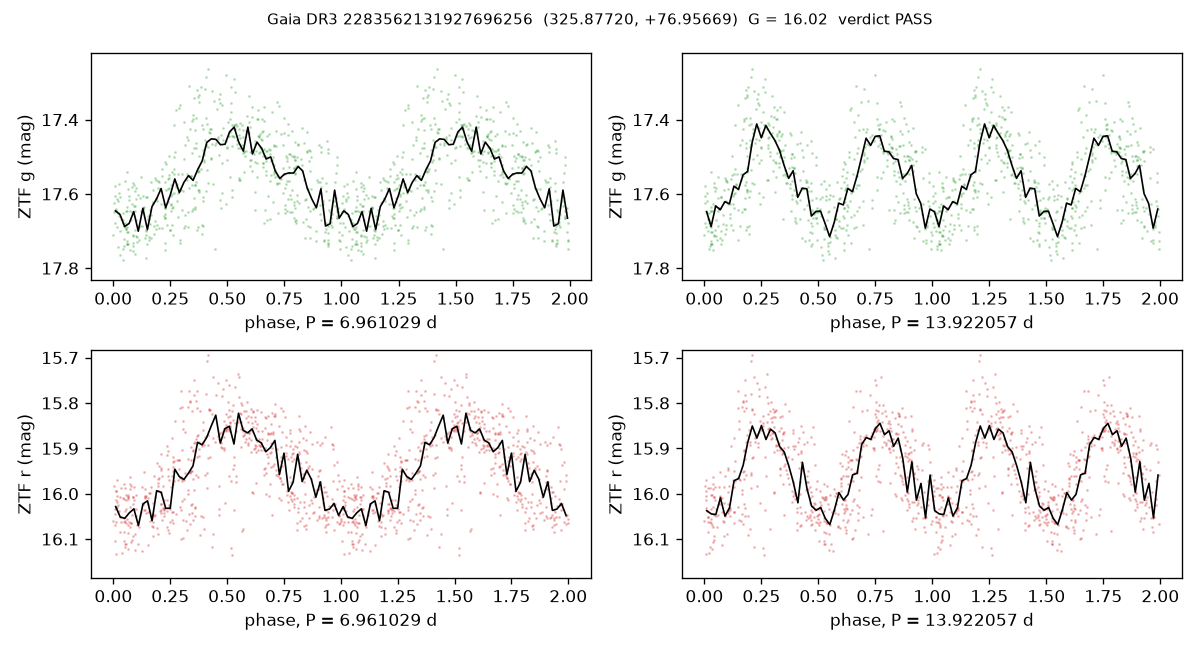 Gaia DR3 2283562131927696256  (325.87720, +76.95669)  G = 16.02  verdict PASS
ZTF g (mag)
17.4
17.6
17.8
0.00 0.25 0.50 0.75 1.00 1.25 1.50 1.75 2.00
phase, P = 6.961029 d
ZTF g (mag)
17.4
17.6
17.8
0.00 0.25 0.50 0.75 1.00 1.25 1.50 1.75 2.00
phase, P = 13.922057 d
ZTF r (mag)
15.7
15.8
15.9
16.0
16.1
0.00 0.25 0.50 0.75 1.00 1.25 1.50 1.75 2.00
phase, P = 6.961029 d
ZTF r (mag)
15.7
15.8
15.9
16.0
16.1
0.00 0.25 0.50 0.75 1.00 1.25 1.50 1.75 2.00
phase, P = 13.922057 d